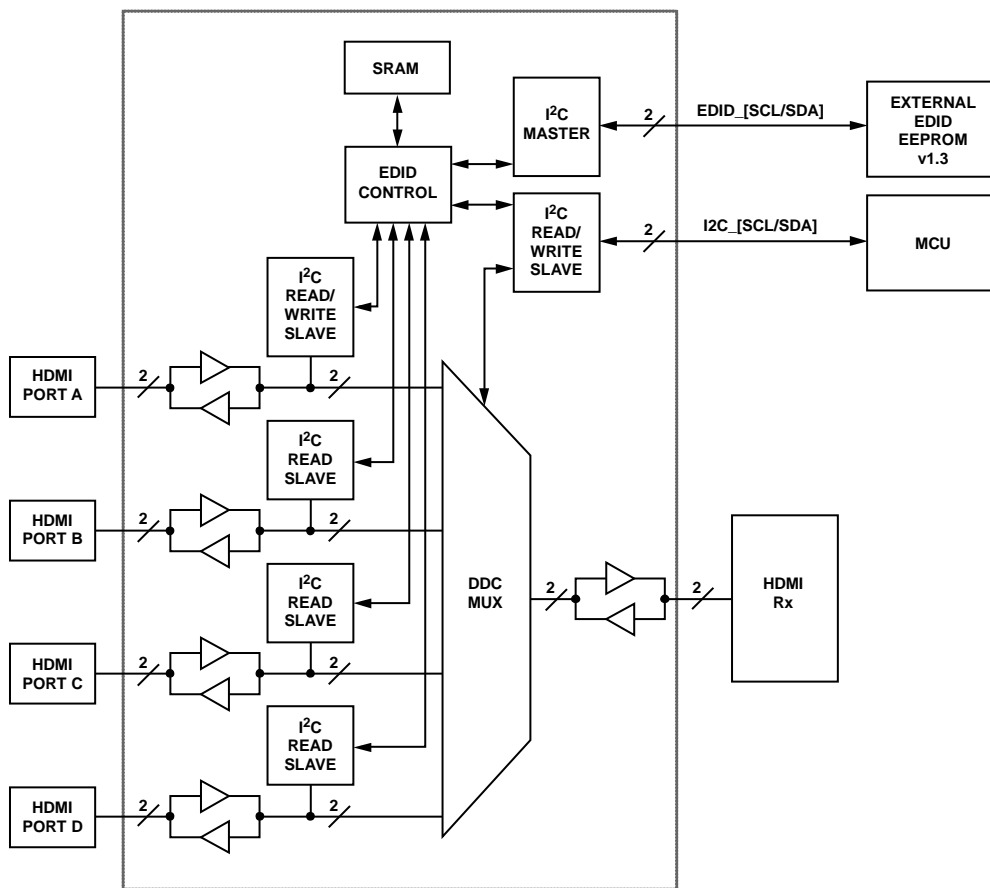 SRAM
I²C
MASTER
2
EDID_[SCL/SDA]
EXTERNAL
EDID
EEPROM
v1.3
EDID
CONTROL
I²C
READ/
WRITE
SLAVE
2
I2C_[SCL/SDA]
MCU
I²C
READ/
WRITE
SLAVE
HDMI
PORT A
2
2
I²C
READ
SLAVE
HDMI
PORT B
2
2
I²C
READ
SLAVE
DDC
MUX
2
2
HDMI
Rx
HDMI
PORT C
2
2
I²C
READ
SLAVE
HDMI
PORT D
2
2